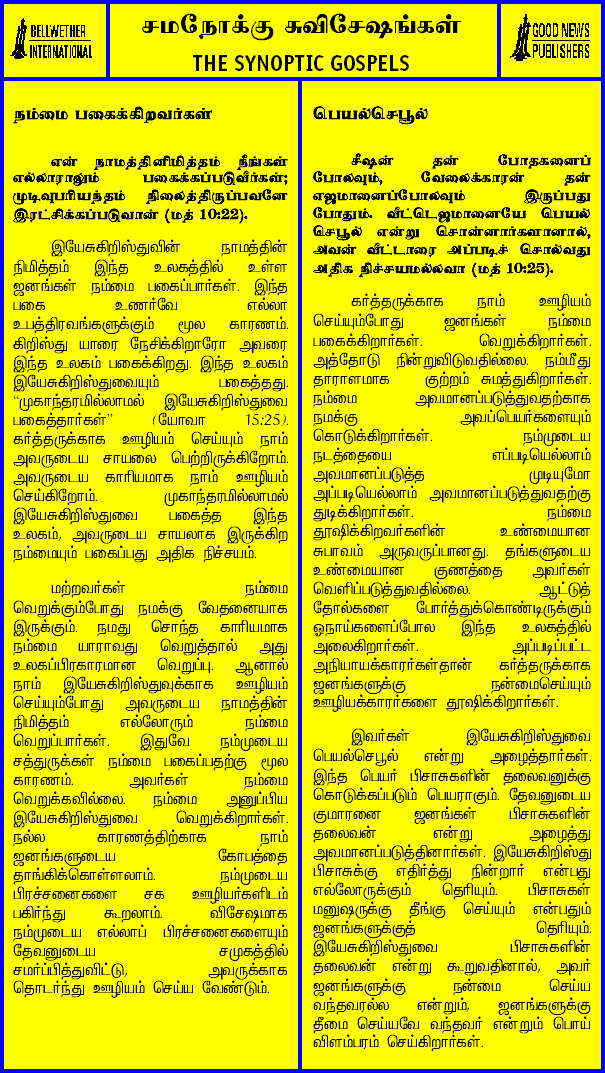 BELLWETHER
INTERNATIONAL
சமநோக்கு சுவிசேஷங்கள்
THE SYNOPTIC GOSPELS
GOOD NEWS
PUBLISHERS
நம்மை பகைக்கிறவர்கள்
என் நாமத்தினிமித்தம் நீங்கள்
எல்லாராலும் பகைக்கப்படுவீர்கள்;
முடிவுபரியந்தம் நிலைத்திருப்பவனே
இரட்சிக்கப்படுவான் (மத் 10:22).
இயேசுகிறிஸ்துவின் நாமத்தின்
நிமித்தம் இந்த உலகத்தில் உள்ள
ஜனங்கள் நம்மை பகைப்பார்கள். இந்த
பகை உணர்வே எல்லா
உபத்திரவங்களுக்கும் மூல காரணம்.
கிறிஸ்து யாரை நேசிக்கிறாரோ அவரை
இந்த உலகம் பகைக்கிறது. இந்த உலகம்
இயேசுகிறிஸ்துவையும் பகைத்தது.
“முகாந்தரமில்லாமல் இயேசுகிறிஸ்துவை
பகைத்தார்கள்” (யோவா 15:25).
கர்த்தருக்காக ஊழியம் செய்யும் நாம்
அவருடைய சாயலை பெற்றிருக்கிறோம்.
அவருடைய காரியமாக நாம் ஊழியம்
செய்கிறோம். முகாந்தரமில்லாமல்
இயேசுகிறிஸ்துவை பகைத்த இந்த
உலகம், அவருடைய சாயலாக இருக்கிற
நம்மையும் பகைப்பது அதிக நிச்சயம்.
மற்றவர்கள் நம்மை
வெறுக்கும்போது நமக்கு வேதனையாக
இருக்கும். நமது சொந்த காரியமாக
நம்மை யாராவது வெறுத்தால் அது
உலகப்பிரகாரமான வெறுப்பு. ஆனால்
நாம் இயேசுகிறிஸ்துவுக்காக ஊழியம்
செய்யும்போது அவருடைய நாமத்தின்
நிமித்தம் எல்லோரும் நம்மை
வெறுப்பார்கள். இதுவே நம்முடைய
சத்துருக்கள் நம்மை பகைப்பதற்கு மூல
காரணம். அவர்கள் நம்மை
வெறுக்கவில்லை. நம்மை அனுப்பிய
இயேசுகிறிஸ்துவை வெறுக்கிறார்கள்.
நல்ல காரணத்திற்காக நாம்
ஜனங்களுடைய கோபத்தை
தாங்கிக்கொள்ளலாம். நம்முடைய
பிரச்சனைகளை சக ஊழியர்களிடம்
பகிர்ந்து கூறலாம். விசேஷமாக
நம்முடைய எல்லாப் பிரச்சனைகளையும்
தேவனுடைய சமுகத்தில்
சமர்ப்பித்துவிட்டு, அவருக்காக
தொடர்ந்து ஊழியம் செய்ய வேண்டும்.
பெயல்செபூல்
சீஷன் தன் போதகனைப்
போலவும், வேலைக்காரன் தன்
எஜமானைப்போலவும் இருப்பது
போதும். வீட்டெஜமானையே பெயல்
செபூல் என்று சொன்னார்களானால்,
அவன் வீட்டாரை அப்படிச் சொல்வது
அதிக நிச்சயமல்லவா (மத் 10:25).
கர்த்தருக்காக நாம் ஊழியம்
செய்யும்போது ஜனங்கள் நம்மை
பகைக்கிறார்கள். வெறுக்கிறார்கள்.
அத்தோடு நின்றுவிடுவதில்லை. நம்மீது
தாராளமாக குற்றம் சுமத்துகிறார்கள்.
நம்மை அவமானப்படுத்துவதற்காக
நமக்கு அவப்பெயர்களையும்
கொடுக்கிறார்கள். நம்முடைய
நடத்தையை எப்படியெல்லாம்
அவமானப்படுத்த முடியுமோ
அப்படியெல்லாம் அவமானப்படுத்துவதற்கு
துடிக்கிறார்கள். நம்மை
தூஷிக்கிறவர்களின் உண்மையான
சுபாவம் அருவருப்பானது. தங்களுடைய
உண்மையான குணத்தை அவர்கள்
வெளிப்படுத்துவதில்லை. ஆட்டுத்
தோல்களை போர்த்துக்கொண்டிருக்கும்
ஓநாய்களைப்போல இந்த உலகத்தில்
அலைகிறார்கள். அப்படிப்பட்ட
அநியாயக்காரர்கள்தான் கர்த்தருக்காக
ஜனங்களுக்கு நன்மைசெய்யும்
ஊழியக்காரர்களை தூஷிக்கிறார்கள்.
இவர்கள் இயேசுகிறிஸ்துவை
பெயல்செபூல் என்று அழைத்தார்கள்.
இந்த பெயர் பிசாசுகளின் தலைவனுக்கு
கொடுக்கப்படும் பெயராகும். தேவனுடைய
குமாரனை ஜனங்கள் பிசாசுகளின்
தலைவன் என்று அழைத்து
அவமானப்படுத்தினார்கள். இயேசுகிறிஸ்து
பிசாசுக்கு எதிர்த்து நின்றார் என்பது
எல்லோருக்கும் தெரியும். பிசாசுகள்
மனுஷருக்கு தீங்கு செய்யும் என்பதும்
ஜனங்களுக்குத் தெரியும்.
இயேசுகிறிஸ்துவை பிசாசுகளின்
தலைவன் என்று கூறுவதினால், அவர்
ஜனங்களுக்கு நன்மை செய்ய
வந்தவரல்ல என்றும், ஜனங்களுக்கு
தீமை செய்யவே வந்தவர் என்றும் பொய்
விளம்பரம் செய்கிறார்கள்.